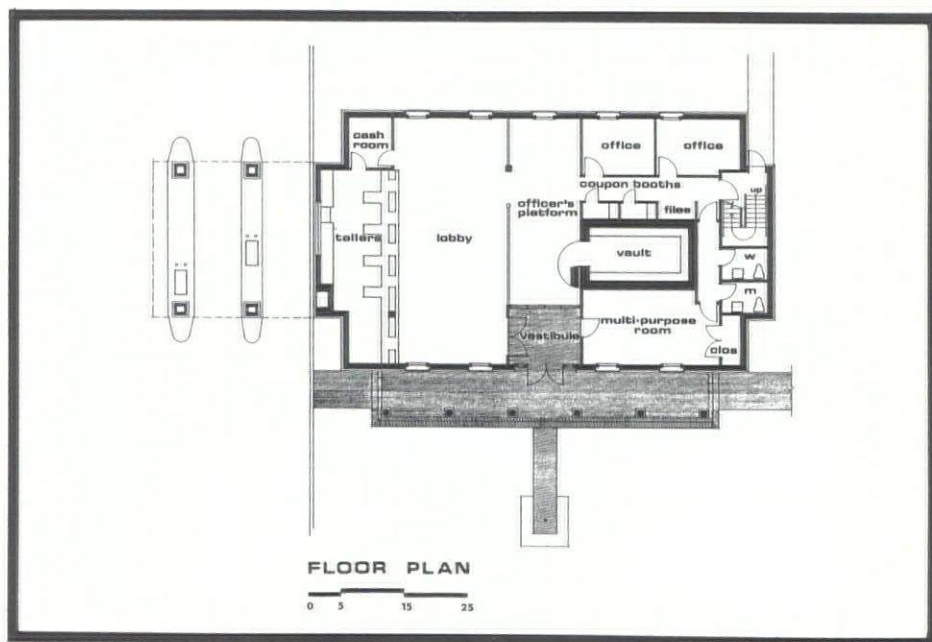 cash
room
office
office
coupon booths
up
officer's
platform
files
tellers
lobby
vault
w
m
multi-purpose
room
vestibule
clos
FLOOR PLAN
0 5 15 25